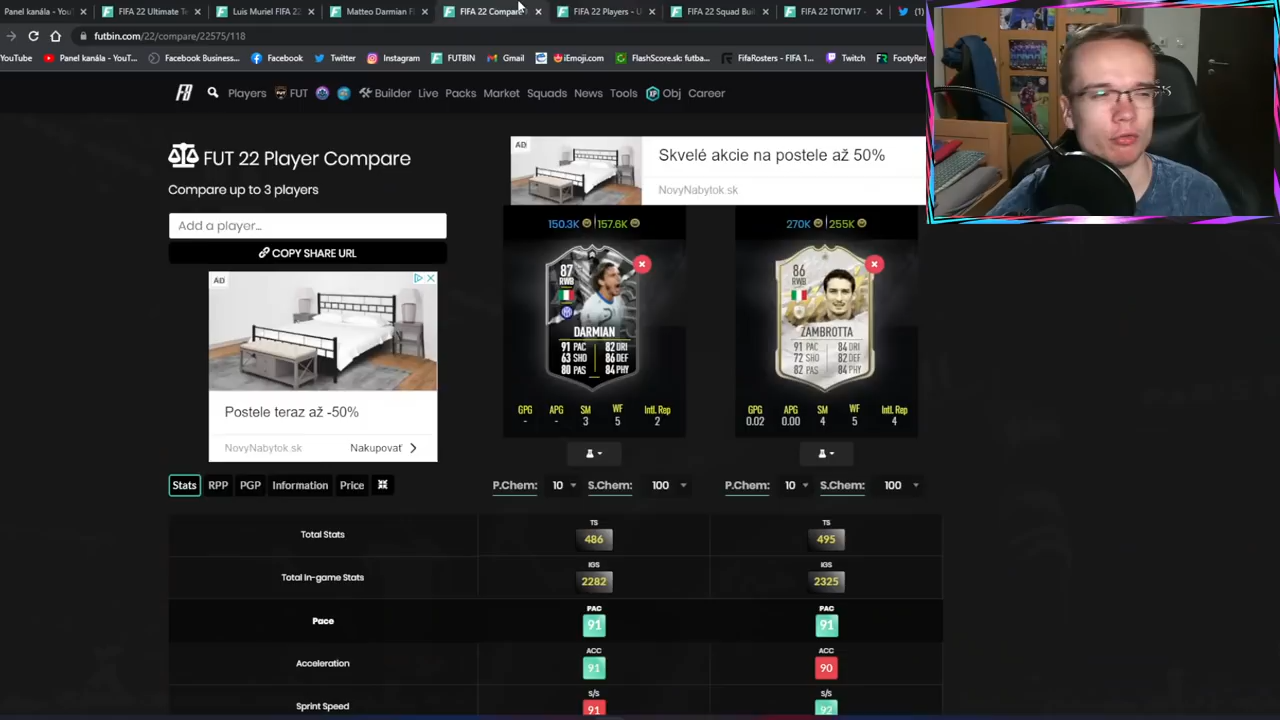 Panel kanála - You
FIFA 22 Ultimate Te
Luis Muriel FIFA 22
Matteo Darmian Fi
FIFA 22 Compare
FIFA 22 Players - U
FIFA 22 Squad Buil
FIFA 22 TOTW17 -
(1)
futbin.com/22/compare/22575/118
YouTube
Panel kanála - YouT...
Facebook Business...
Facebook
Twitter
Instagram
FUTBIN
Gmail
iEmoji.com
FlashScore.sk: futba...
FifaRosters - FIFA 1...
Twitch
FootyRen
Players
FUT
Builder
Live
Packs
Market
Squads
News
Tools
Obj
Career
FUT 22 Player Compare
Compare up to 3 players
Add a player...
COPY SHARE URL
AD
Skvelé akcie na postele až 50%
NovyNabytok.sk
AD
Postele teraz až -50%
NovyNabytok.sk
Nakupovať
150.3K 157.6K
87
RWB
DARMIAN
91 PAC 82 DRI
63 SHO 86 DEF
80 PAS 84 PHY
GPG APG SM WF Intl. Rep
- - 3 5 2
270K 255K
86
RWB
ZAMBROTTA
91 PAC 84 DRI
72 SHO 82 DEF
82 PAS 84 PHY
GPG APG SM WF Intl. Rep
0.02 0.00 4 5 4
Stats RPP PGP Information Price
P.Chem: 10 S.Chem: 100
P.Chem: 10 S.Chem: 100
TS TS
Total Stats 486 495
IGS IGS
Total In-game Stats 2282 2325
PAC PAC
Pace 91 91
ACC ACC
Acceleration 91 90
S/S S/S
Sprint Speed 91 92